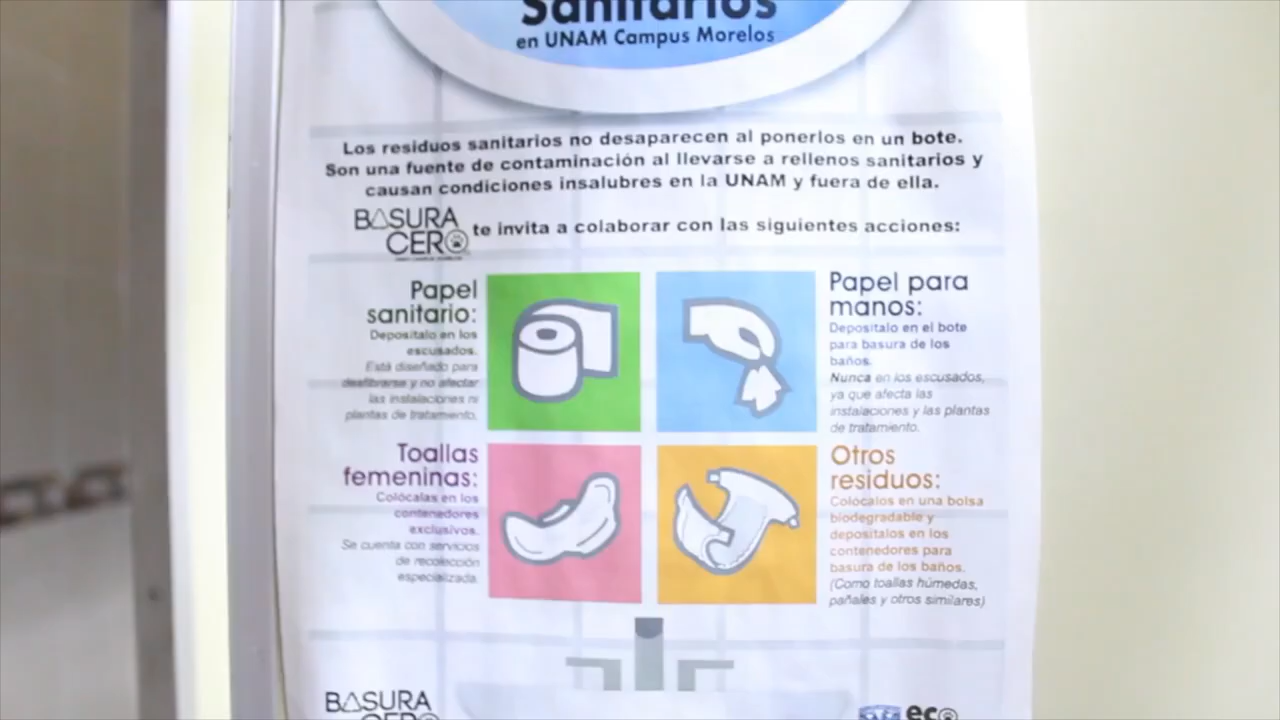 Sanitarios
en UNAM Campus Morelos
Los residuos sanitarios no desaparecen al ponerlos en un bote.
Son una fuente de contaminación al llevarse a rellenos sanitarios y
causan condiciones insalubres en la UNAM y fuera de ella.
BASURA
CERO
te invita a colaborar con las siguientes acciones:
Papel
sanitario:
Deposítalo en los
escusados.
Está diseñado para
desfibrarse y no afectar
las instalaciones ni
plantas de tratamiento.
Papel para
manos:
Deposítalo en el bote
para basura de los
baños.
Nunca en los escusados,
ya que afecta las
instalaciones y las plantas
de tratamiento.
Toallas
femeninas:
Colócalas en los
contenedores
exclusivos.
Se cuenta con servicios
de recolección
especializada.
Otros
residuos:
Colócalos en una bolsa
biodegradable y
deposítalos en los
contenedores para
basura de los baños.
(Como toallas húmedas,
pañales y otros similares)
BASURA
CERO
eco